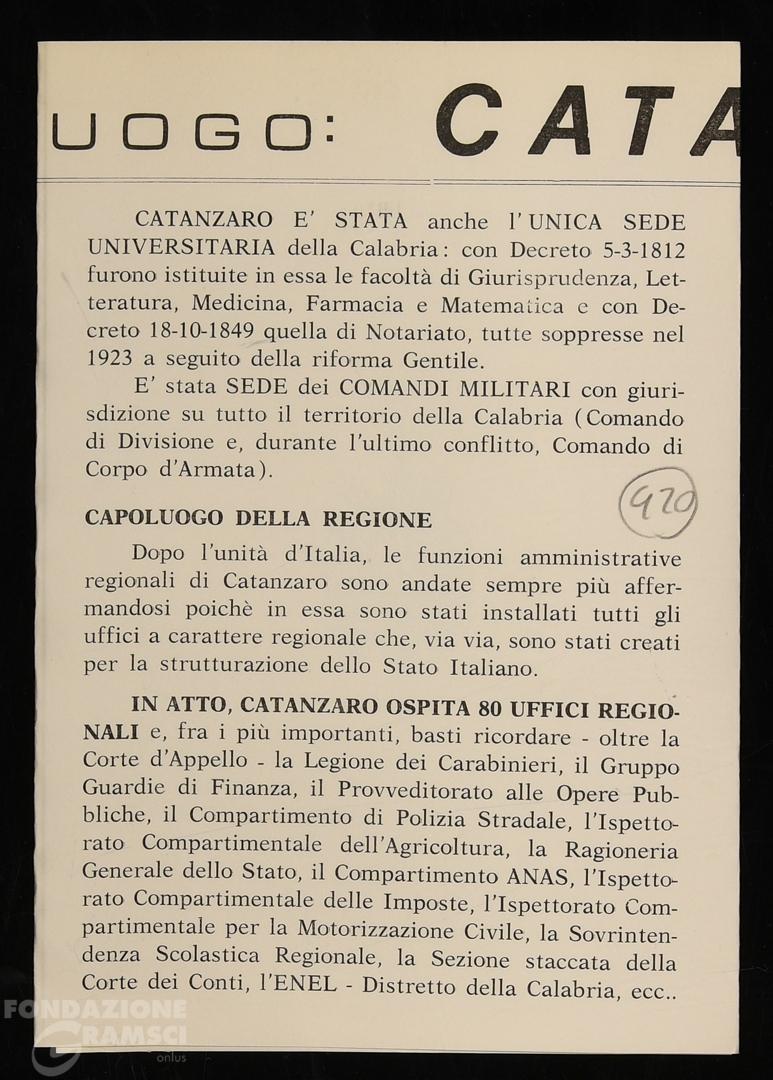 UOGO: CATA
CATANZARO E' STATA anche l'UNICA SEDE
UNIVERSITARIA della Calabria: con Decreto 5-3-1812
furono istituite in essa le facoltà di Giurisprudenza, Let-
teratura, Medicina, Farmacia e Matematica e con De-
creto 18-10-1849 quella di Notariato, tutte soppresse nel
1923 a seguito della riforma Gentile.
E' stata SEDE dei COMANDI MILITARI con giuri-
sdizione su tutto il territorio della Calabria (Comando
di Divisione e, durante l'ultimo conflitto, Comando di
Corpo d'Armata).
920
CAPOLUOGO DELLA REGIONE
Dopo l'unità d'Italia, le funzioni amministrative
regionali di Catanzaro sono andate sempre più affer-
mandosi poichè in essa sono stati installati tutti gli
uffici a carattere regionale che, via via, sono stati creati
per la strutturazione dello Stato Italiano.
IN ATTO, CATANZARO OSPITA 80 UFFICI REGIO-
NALI e, fra i più importanti, basti ricordare - oltre la
Corte d'Appello - la Legione dei Carabinieri, il Gruppo
Guardie di Finanza, il Provveditorato alle Opere Pub-
bliche, il Compartimento di Polizia Stradale, l'Ispetto-
rato Compartimentale dell'Agricoltura, la Ragioneria
Generale dello Stato, il Compartimento ANAS, l'Ispetto-
rato Compartimentale delle Imposte, l'Ispettorato Com-
partimentale per la Motorizzazione Civile, la Sovrinten-
denza Scolastica Regionale, la Sezione staccata della
Corte dei Conti, l'ENEL - Distretto della Calabria, ecc..
FONDAZIONE
GRAMSCI
onlus